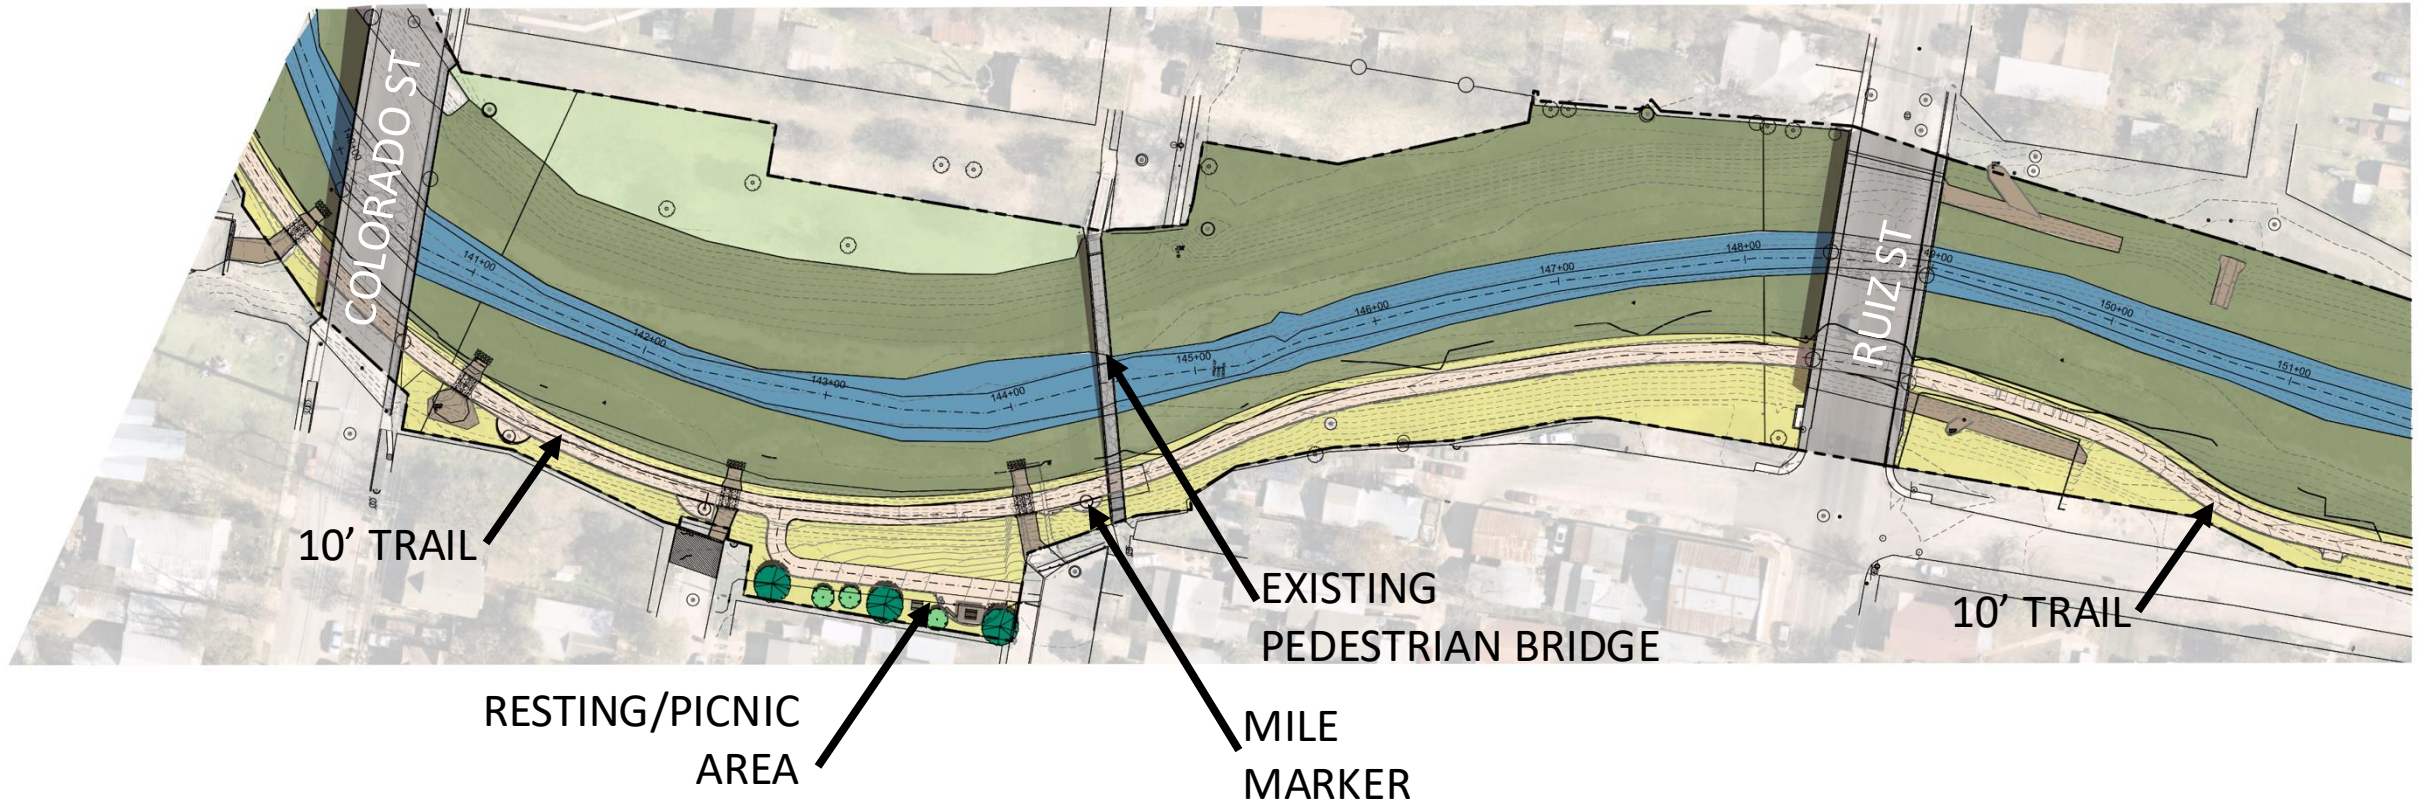 COLORADO ST
141+00
142+00
143+00
144+00
145+00
146+00
147+00
148+00
RUIZ ST
150+00
151+00
10’ TRAIL
EXISTING
PEDESTRIAN BRIDGE
10’ TRAIL
RESTING/PICNIC
AREA
MILE
MARKER